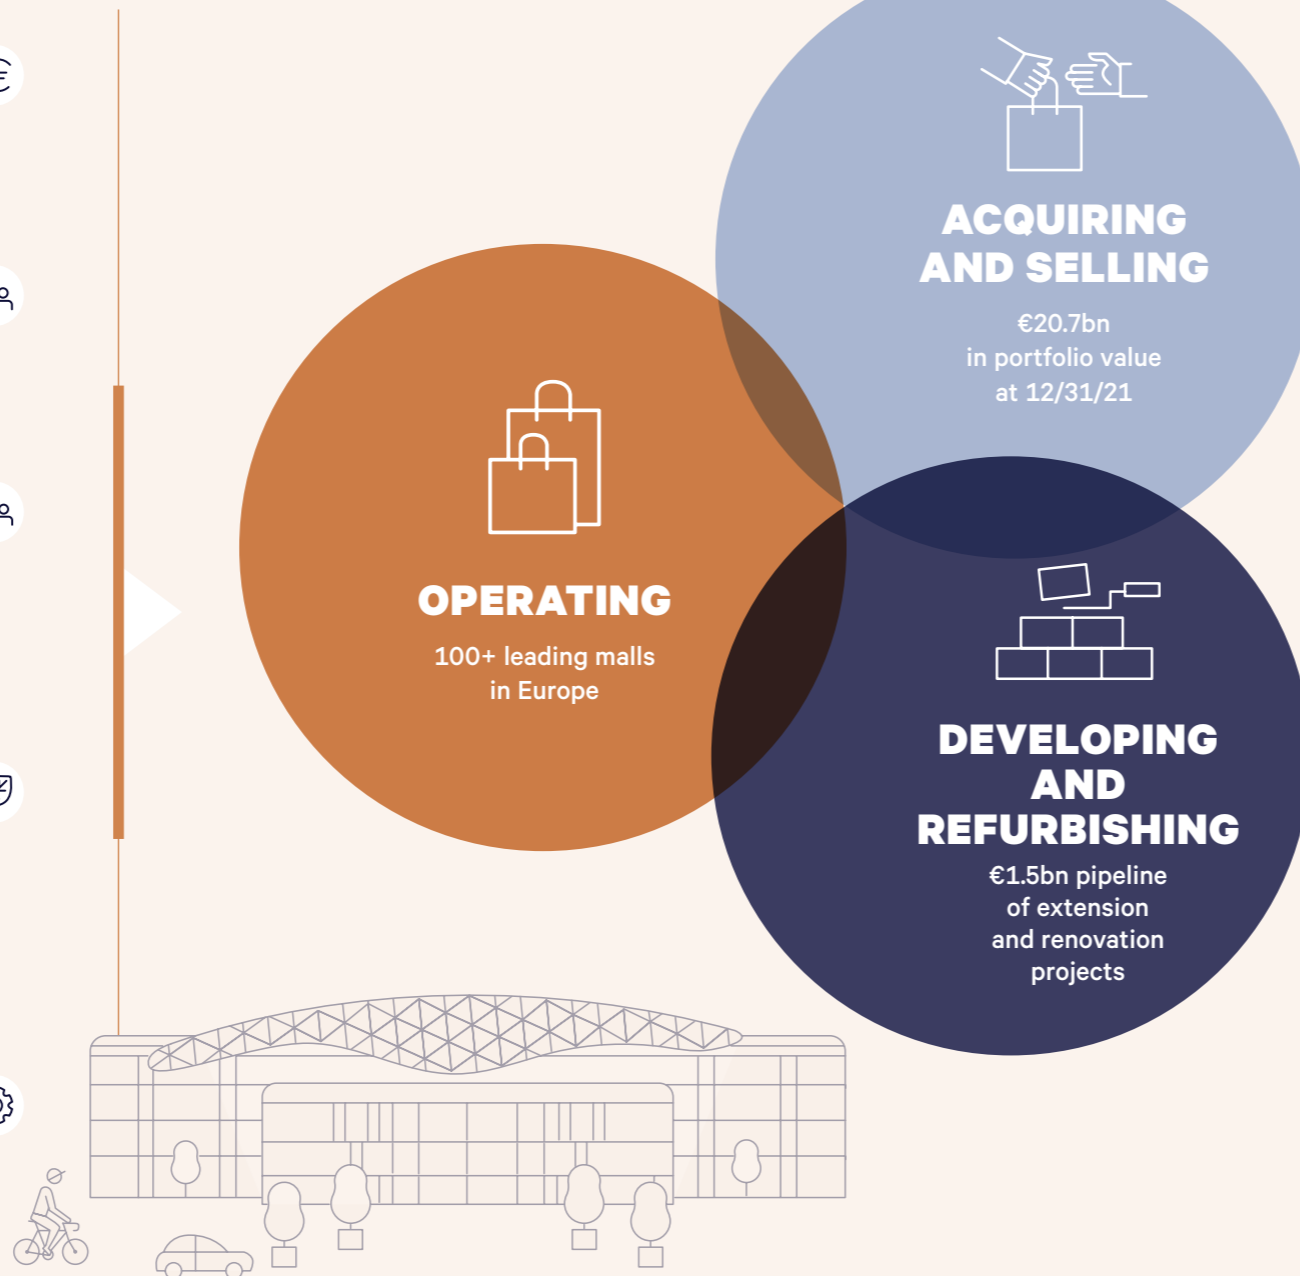 ACQUIRING
AND SELLING
€20.7bn
in portfolio value
at 12/31/21
OPERATING
100+ leading malls
in Europe
DEVELOPING
AND
REFURBISHING
€1.5bn pipeline
of extension
and renovation
projects